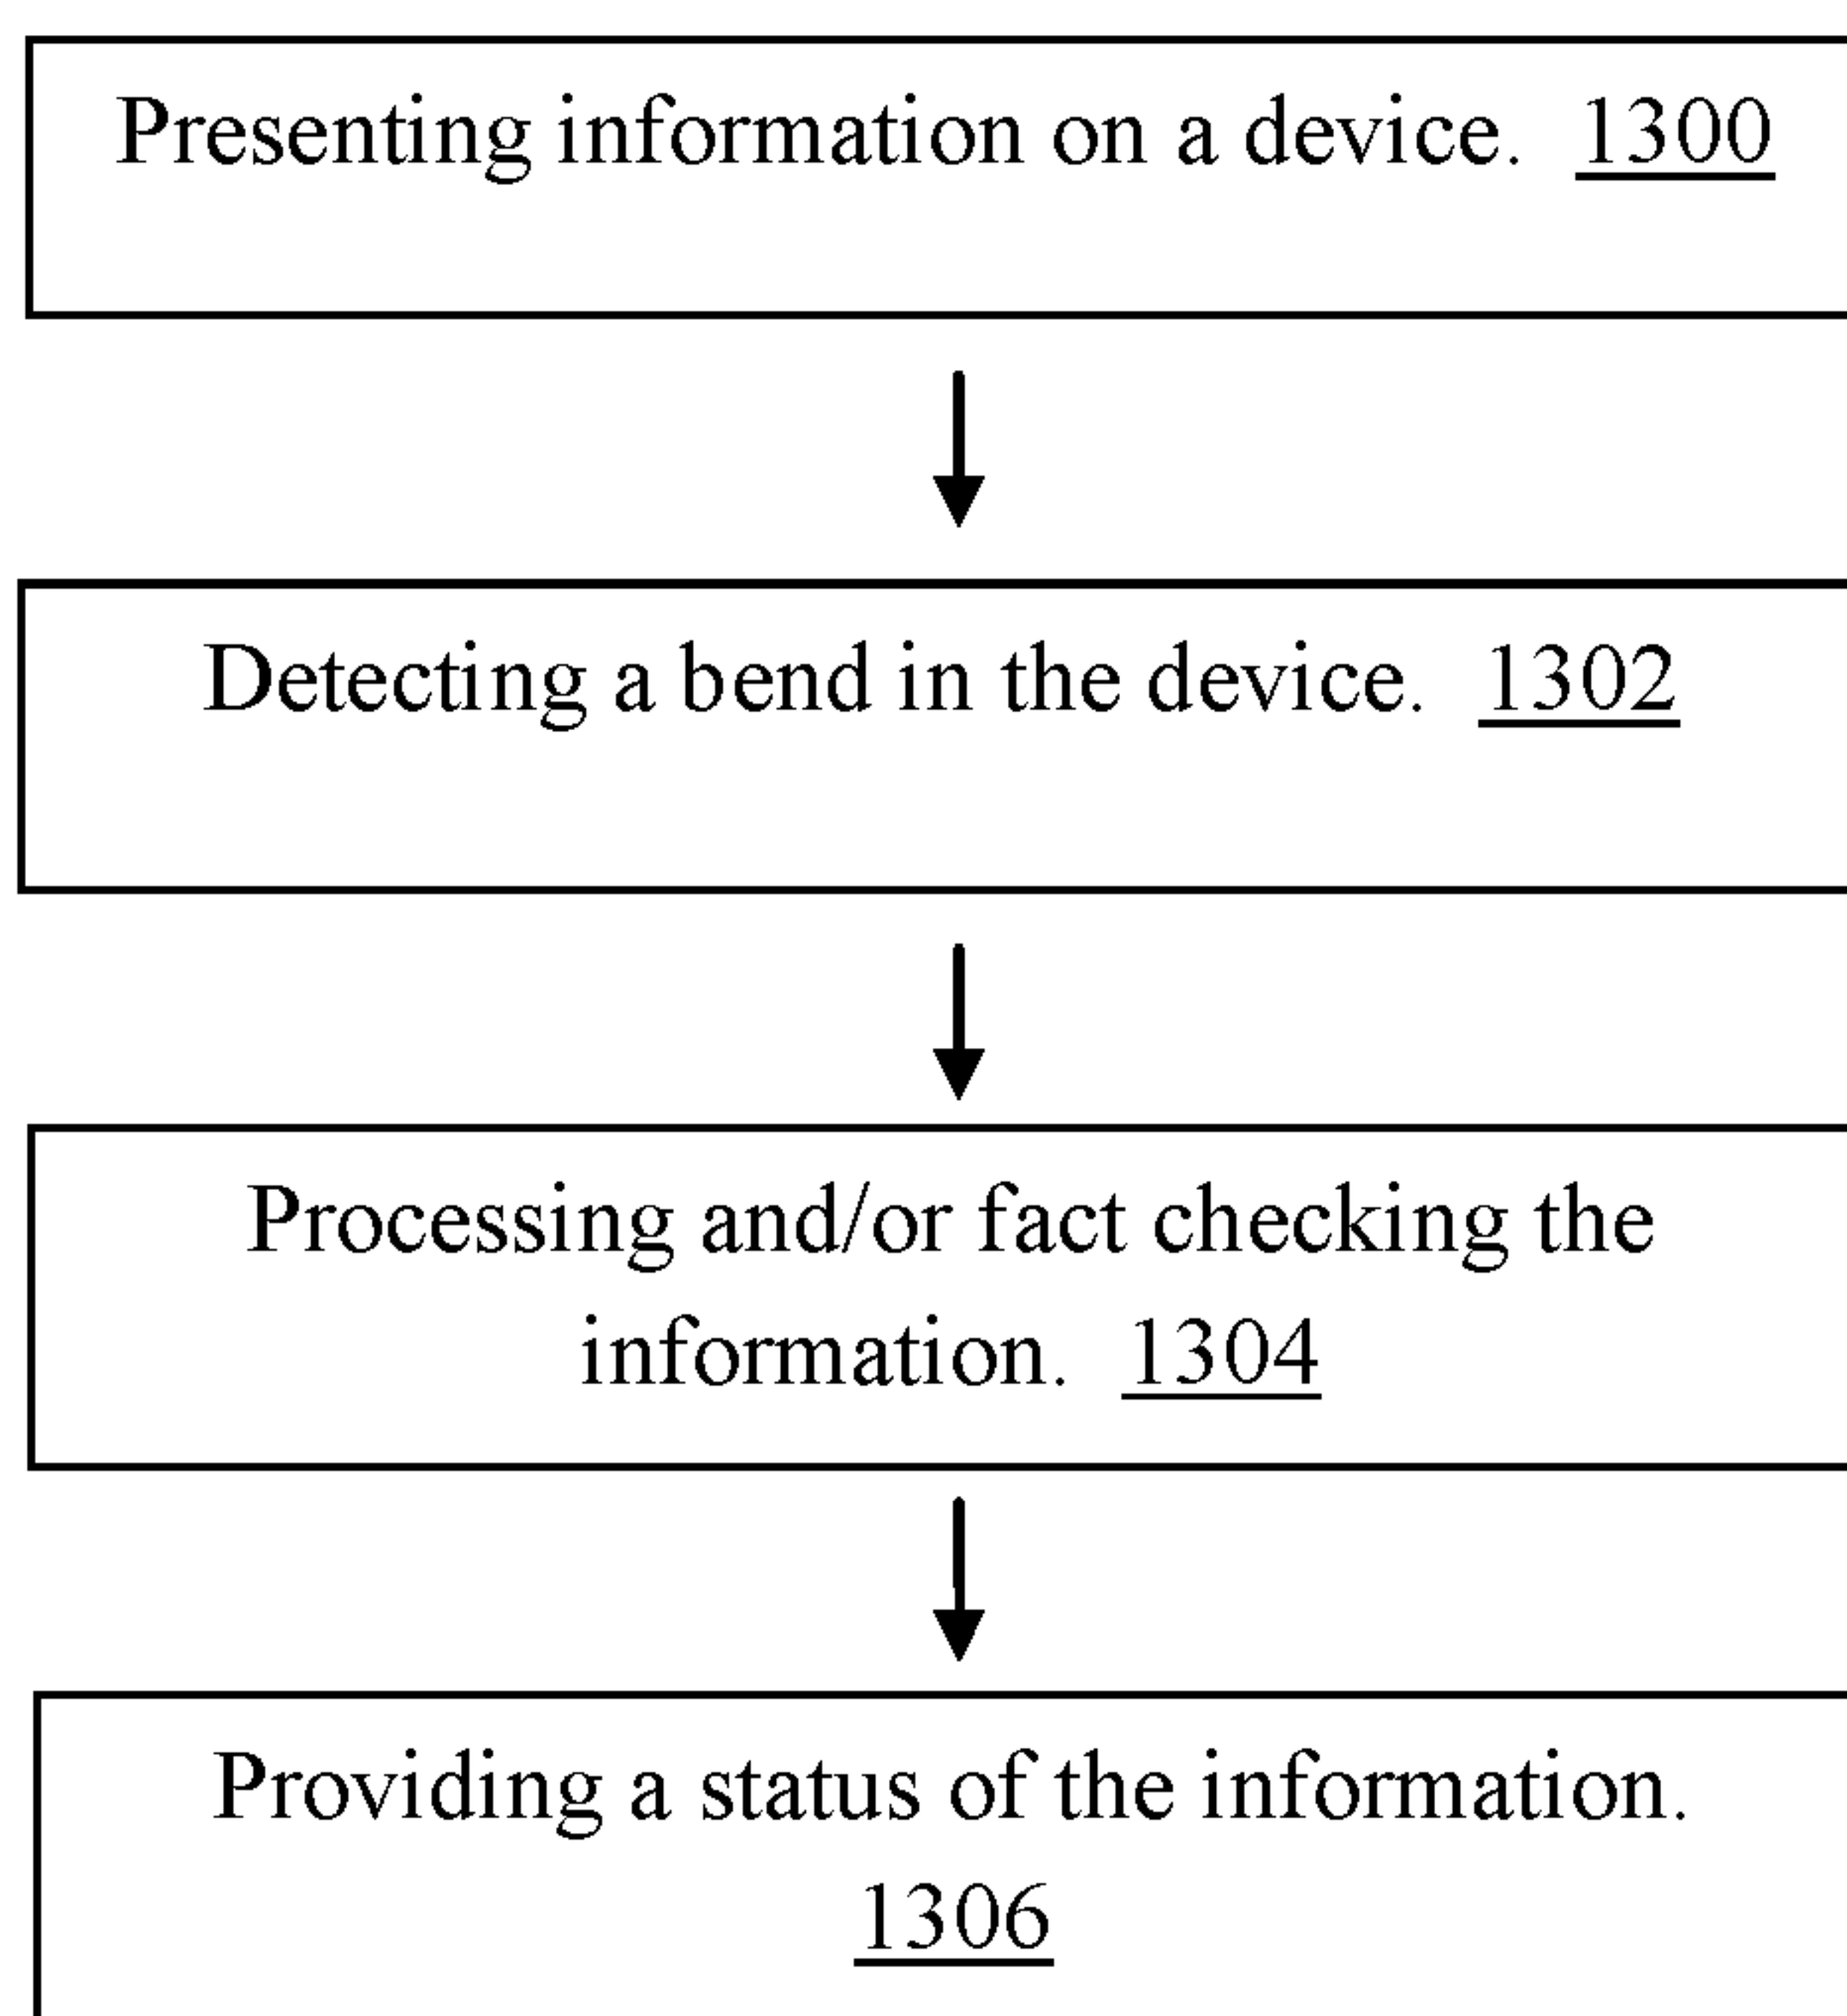 Presenting information on a device. 1300
Detecting a bend in the device. 1302
Processing and/or fact checking the
information. 1304
Providing a status of the information.
1306